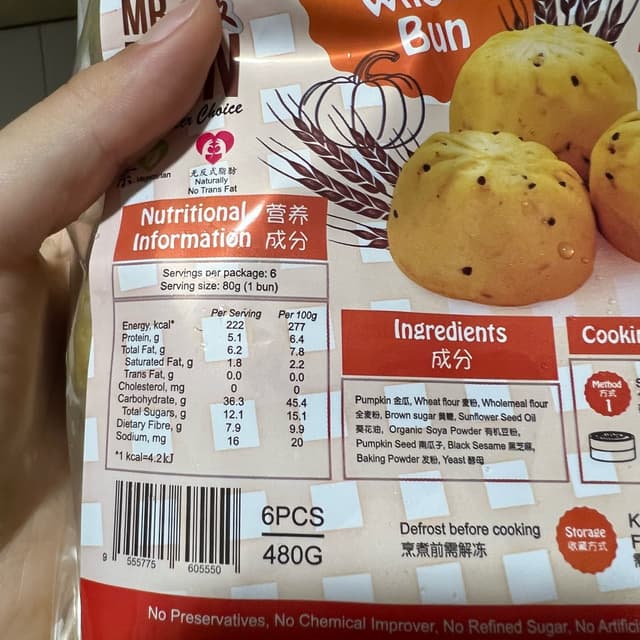 MR
Bun
Choice
无反式脂肪
Naturally
No Trans Fat
Nutritional 营养
Information 成分
Servings per package: 6
Serving size: 80g (1 bun)
Per Serving Per 100g
Energy, kcal* 222 277
Protein, g 5.1 6.4
Total Fat, g 6.2 7.8
Saturated Fat, g 1.8 2.2
Trans Fat, g 0.0 0.0
Cholesterol, mg 0 0
Carbohydrate, g 36.3 45.4
Total Sugars, g 12.1 15.1
Dietary Fibre, g 7.9 9.9
Sodium, mg 16 20
*1 kcal=4.2kJ
Ingredients
成分
Pumpkin 金瓜, Wheat flour 麦粉, Wholemeal flour
全麦粉, Brown sugar 黄糖, Sunflower Seed Oil
葵花油, Organic Soya Powder 有机豆粉,
Pumpkin Seed 南瓜子, Black Sesame 黑芝麻,
Baking Powder 发粉, Yeast 酵母
Method
方式
1
9 555775 605550
6PCS
480G
Defrost before cooking
烹煮前需解冻
Storage
收藏方式
No Preservatives, No Chemical Improver, No Refined Sugar, No